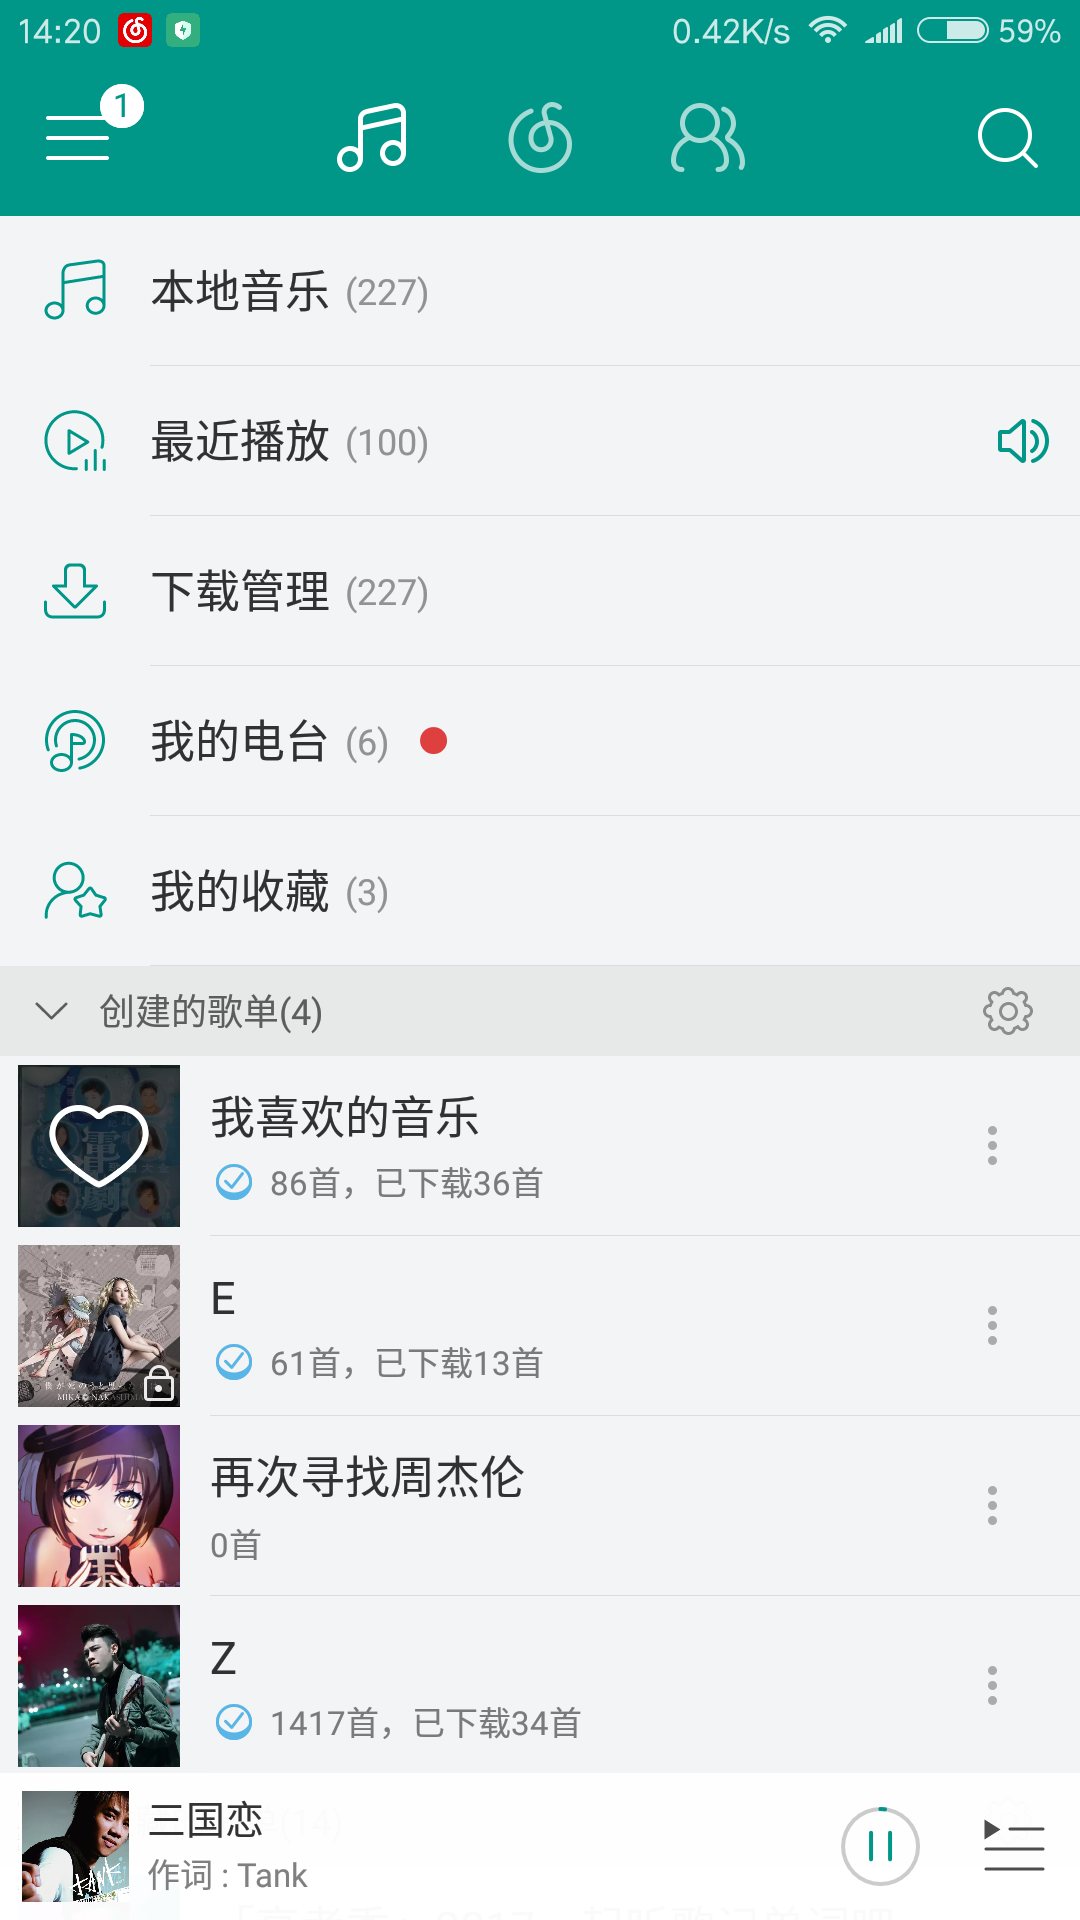 14:20
0.42K/s
59%
1
本地音乐 (227)
最近播放 (100)
下载管理 (227)
我的电台 (6)
我的收藏 (3)
创建的歌单(4)
我喜欢的音乐
86首，已下载36首
E
61首，已下载13首
再次寻找周杰伦
0首
Z
1417首，已下载34首
三国恋
作词 : Tank